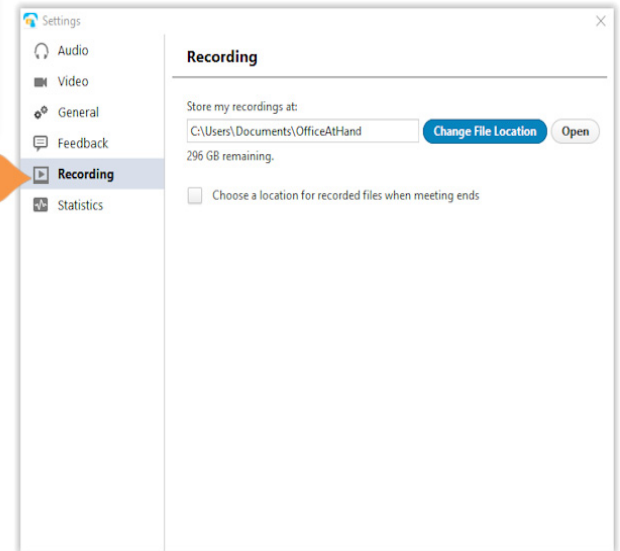 Settings
Audio
Video
General
Feedback
Recording
Statistics
Recording
Store my recordings at:
C:\Users\Documents\OfficeAtHand Change File Location Open
296 GB remaining.
Choose a location for recorded files when meeting ends